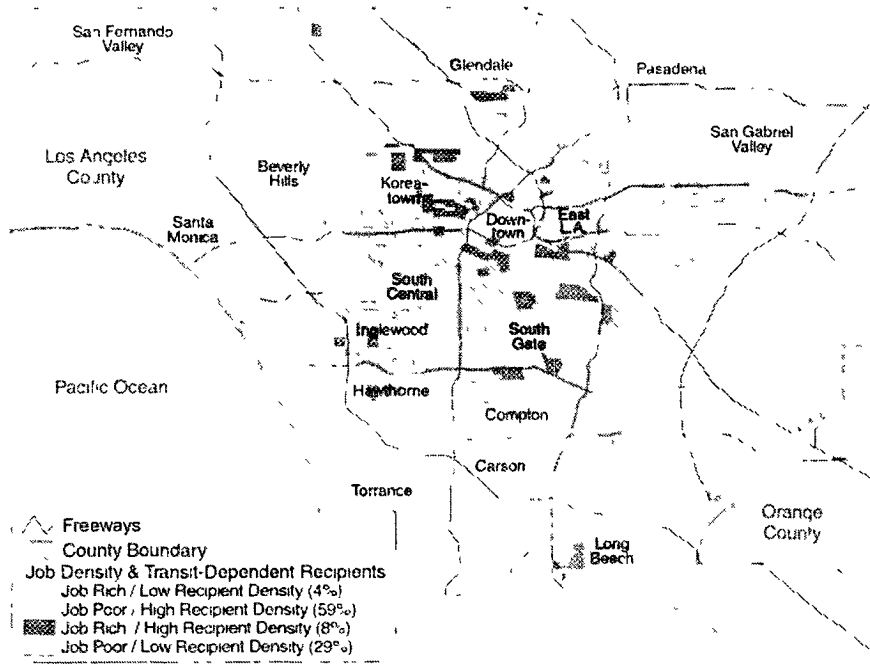 San Fernando
Valley
Glendale
Pasadena
San Gabriel
Valley
Los Angeles
County
Beverly
Hills
Korea-
town
Santa
Monica
Down-
town
East
L.A.
South
Central
Inglewood
South
Gate
Pacific Ocean
Hawthorne
Compton
Carson
Torrance
Orange
County
Long
Beach
Freeways
County Boundary
Job Density & Transit-Dependent Recipients
Job Rich / Low Recipient Density (4%)
Job Poor / High Recipient Density (59%)
Job Rich / High Recipient Density (8%)
Job Poor / Low Recipient Density (29%)